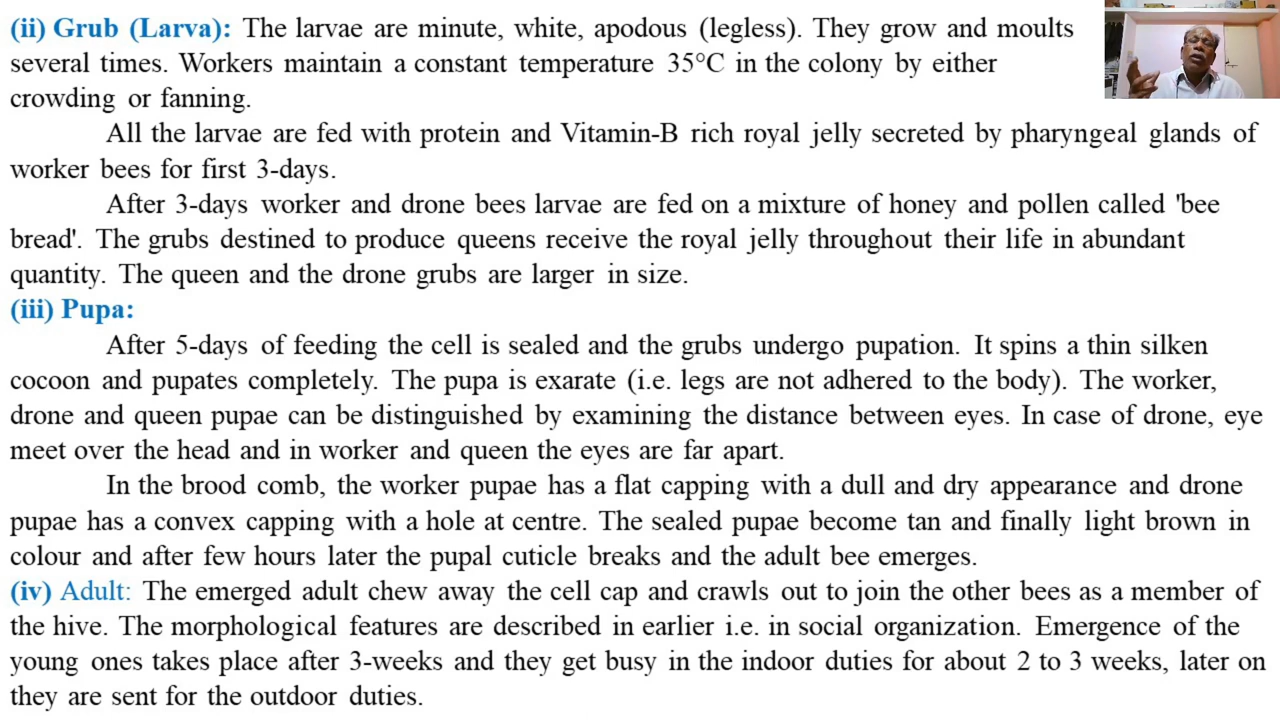 (ii) Grub (Larva): The larvae are minute, white, apodous (legless). They grow and moults
several times. Workers maintain a constant temperature 35°C in the colony by either
crowding or fanning.
All the larvae are fed with protein and Vitamin-B rich royal jelly secreted by pharyngeal glands of
worker bees for first 3-days.
After 3-days worker and drone bees larvae are fed on a mixture of honey and pollen called 'bee
bread'. The grubs destined to produce queens receive the royal jelly throughout their life in abundant
quantity. The queen and the drone grubs are larger in size.
(iii) Pupa:
After 5-days of feeding the cell is sealed and the grubs undergo pupation. It spins a thin silken
cocoon and pupates completely. The pupa is exarate (i.e. legs are not adhered to the body). The worker,
drone and queen pupae can be distinguished by examining the distance between eyes. In case of drone, eye
meet over the head and in worker and queen the eyes are far apart.
In the brood comb, the worker pupae has a flat capping with a dull and dry appearance and drone
pupae has a convex capping with a hole at centre. The sealed pupae become tan and finally light brown in
colour and after few hours later the pupal cuticle breaks and the adult bee emerges.
(iv) Adult: The emerged adult chew away the cell cap and crawls out to join the other bees as a member of
the hive. The morphological features are described in earlier i.e. in social organization. Emergence of the
young ones takes place after 3-weeks and they get busy in the indoor duties for about 2 to 3 weeks, later on
they are sent for the outdoor duties.